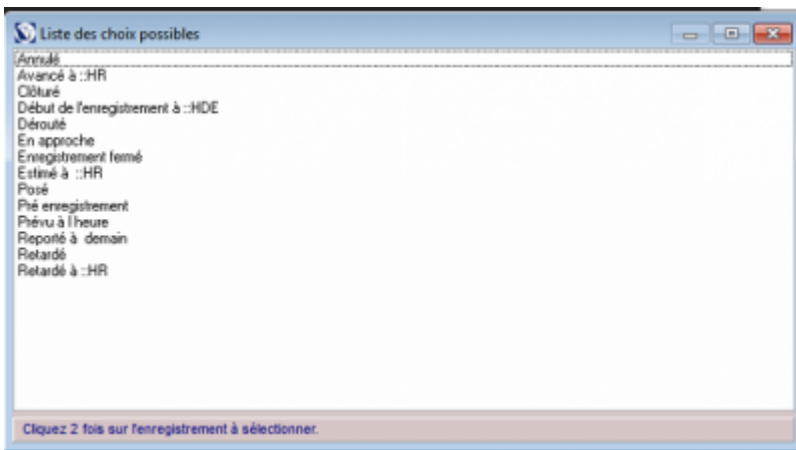 Liste des choix possibles
Annulé
Avancé à ::HR
Clôturé
Début de l'enregistrement à ::HDE
Dérouté
En approche
Enregistrement fermé
Estimé à ::HR
Posé
Pré enregistrement
Prévu à l heure
Reporté à demain
Retardé
Retardé à ::HR
Cliquez 2 fois sur l'enregistrement à sélectionner.